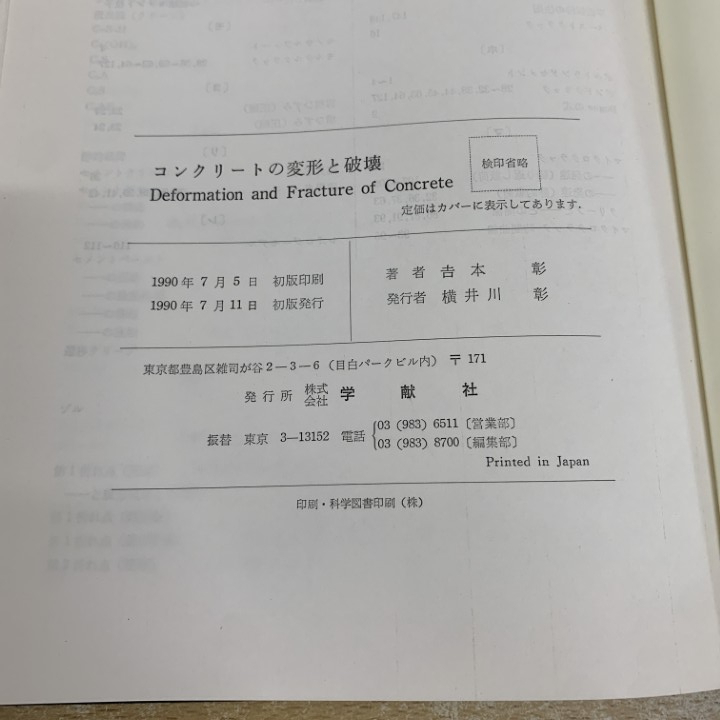 コンクリートの変形と破壊
Deformation and Fracture of Concrete
検印省略
定価はカバーに表示してあります.
1990年7月5日 初版印刷
1990年7月11日 初版発行
著者 吉本 彰
発行者 横井川 彰
東京都豊島区雑司が谷2―3―6(目白パークビル内) 〒171
発行所 株式会社 学献社
振替 東京 3―13152 電話 03 (983) 6511〔営業部〕
03 (983) 8700〔編集部〕
Printed in Japan
印刷・科学図書印刷(株)